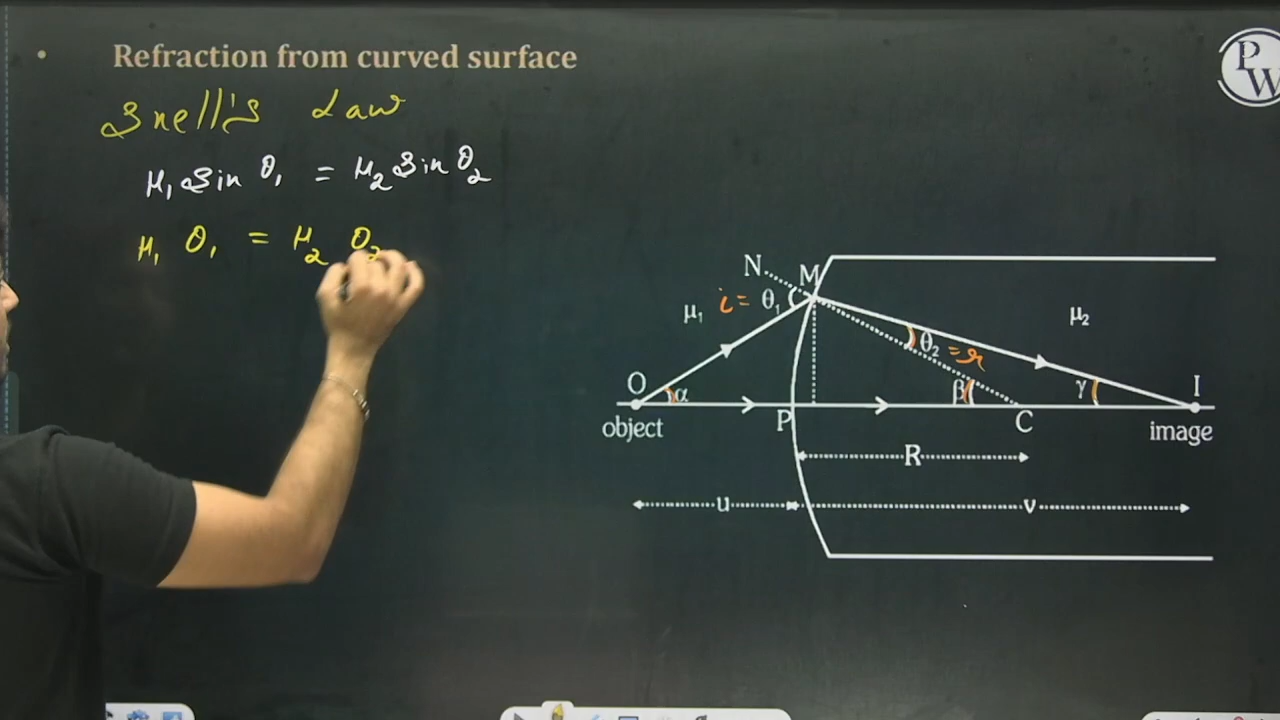 • Refraction from curved surface
PW
Snell's Law
μ₁ Sin θ₁ = μ₂ Sin θ₂
μ₁ θ₁ = μ₂ θ₂
N M
μ₁ i = θ₁ μ₂
θ₂ = r
O α β γ I
object P C image
R
u v